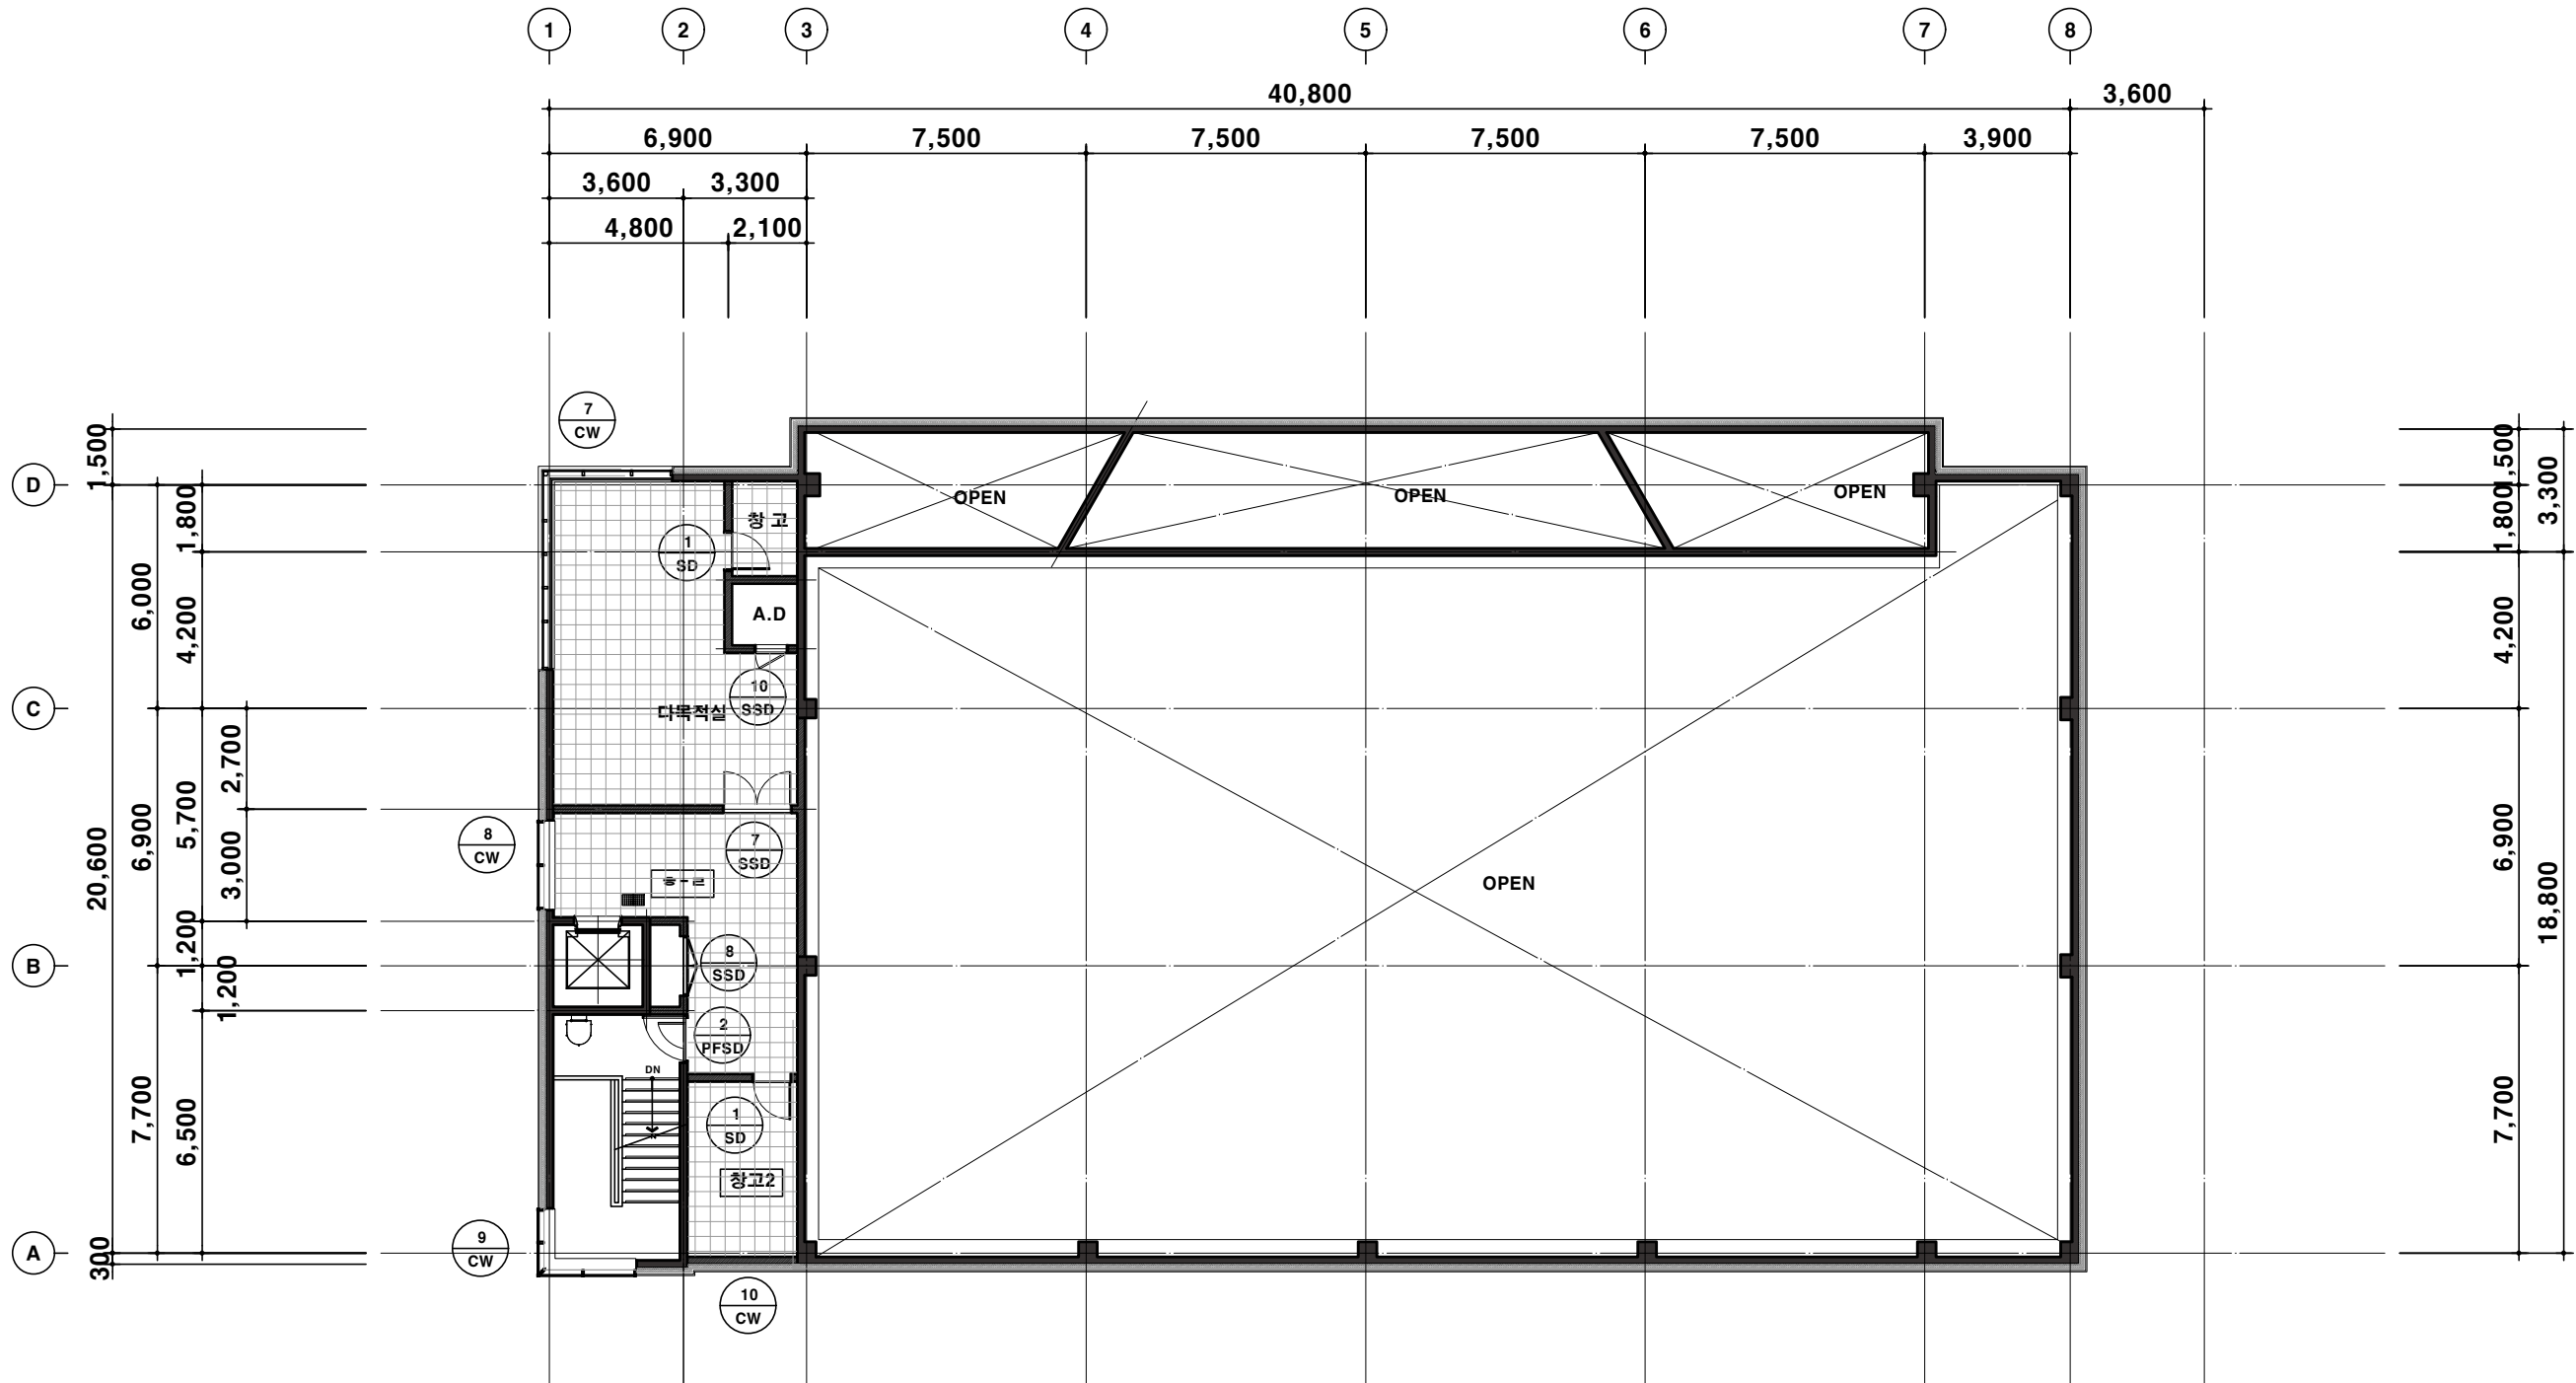 1 2 3 4 5 6 7 8
40,800 3,600
6,900 7,500 7,500 7,500 7,500 3,900
3,600 3,300
4,800 2,100
7
CW
1,500
D
1,800
6,000
4,200
C
2,700
5,700
6,900
3,000
20,600
1,200
B
1,200
7,700
6,500
A
300
8
CW
9
CW
10
CW
창고
1
SD
A.D
10
SSD
다목적실
7
SSD
8
SSD
2
PFSD
DN
1
SD
창고2
OPEN
OPEN
OPEN
OPEN
1,500
1,800
3,300
4,200
6,900
18,800
7,700